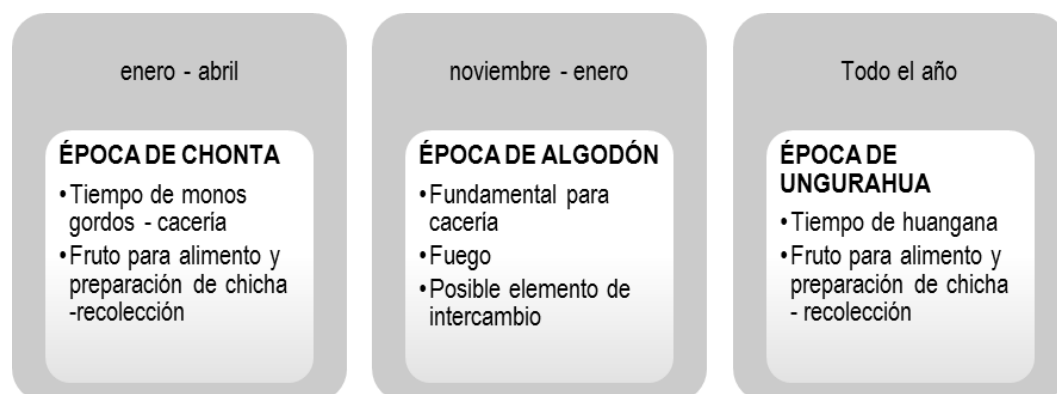 enero - abril
ÉPOCA DE CHONTA
•Tiempo de monos
gordos - cacería
•Fruto para alimento y
preparación de chicha
-recolección
noviembre - enero
ÉPOCA DE ALGODÓN
•Fundamental para
cacería
•Fuego
•Posible elemento de
intercambio
Todo el año
ÉPOCA DE
UNGURAHUA
•Tiempo de huangana
•Fruto para alimento y
preparación de chicha
- recolección